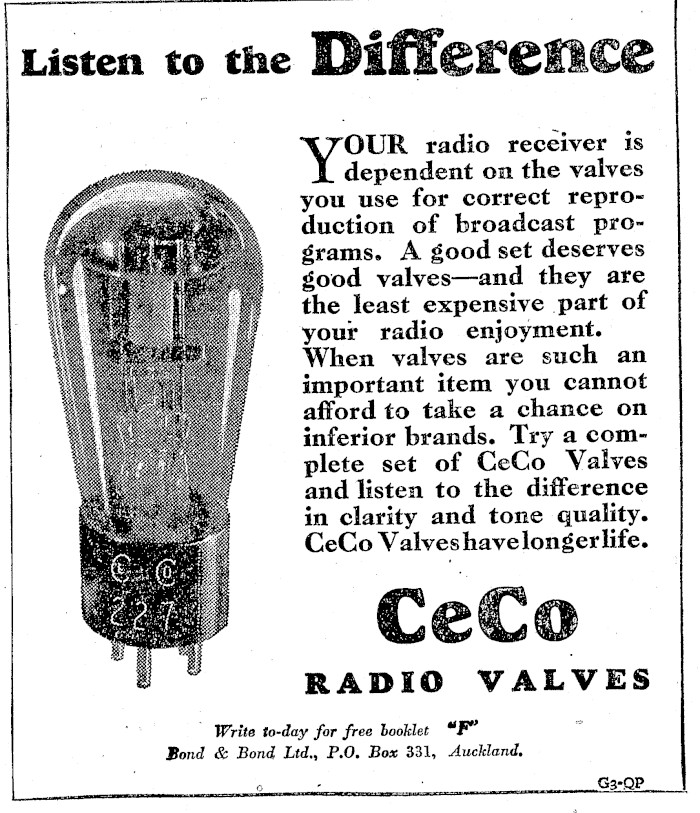 Listen to the Difference
YOUR radio receiver is
dependent on the valves
you use for correct repro-
duction of broadcast pro-
grams. A good set deserves
good valves—and they are
the least expensive part of
your radio enjoyment.
When valves are such an
important item you cannot
afford to take a chance on
inferior brands. Try a com-
plete set of CeCo Valves
and listen to the difference
in clarity and tone quality.
CeCo Valves have longer life.
C Co
227
CeCo
RADIO VALVES
Write to-day for free booklet "F"
Bond & Bond Ltd., P.O. Box 331, Auckland.
G3·QP